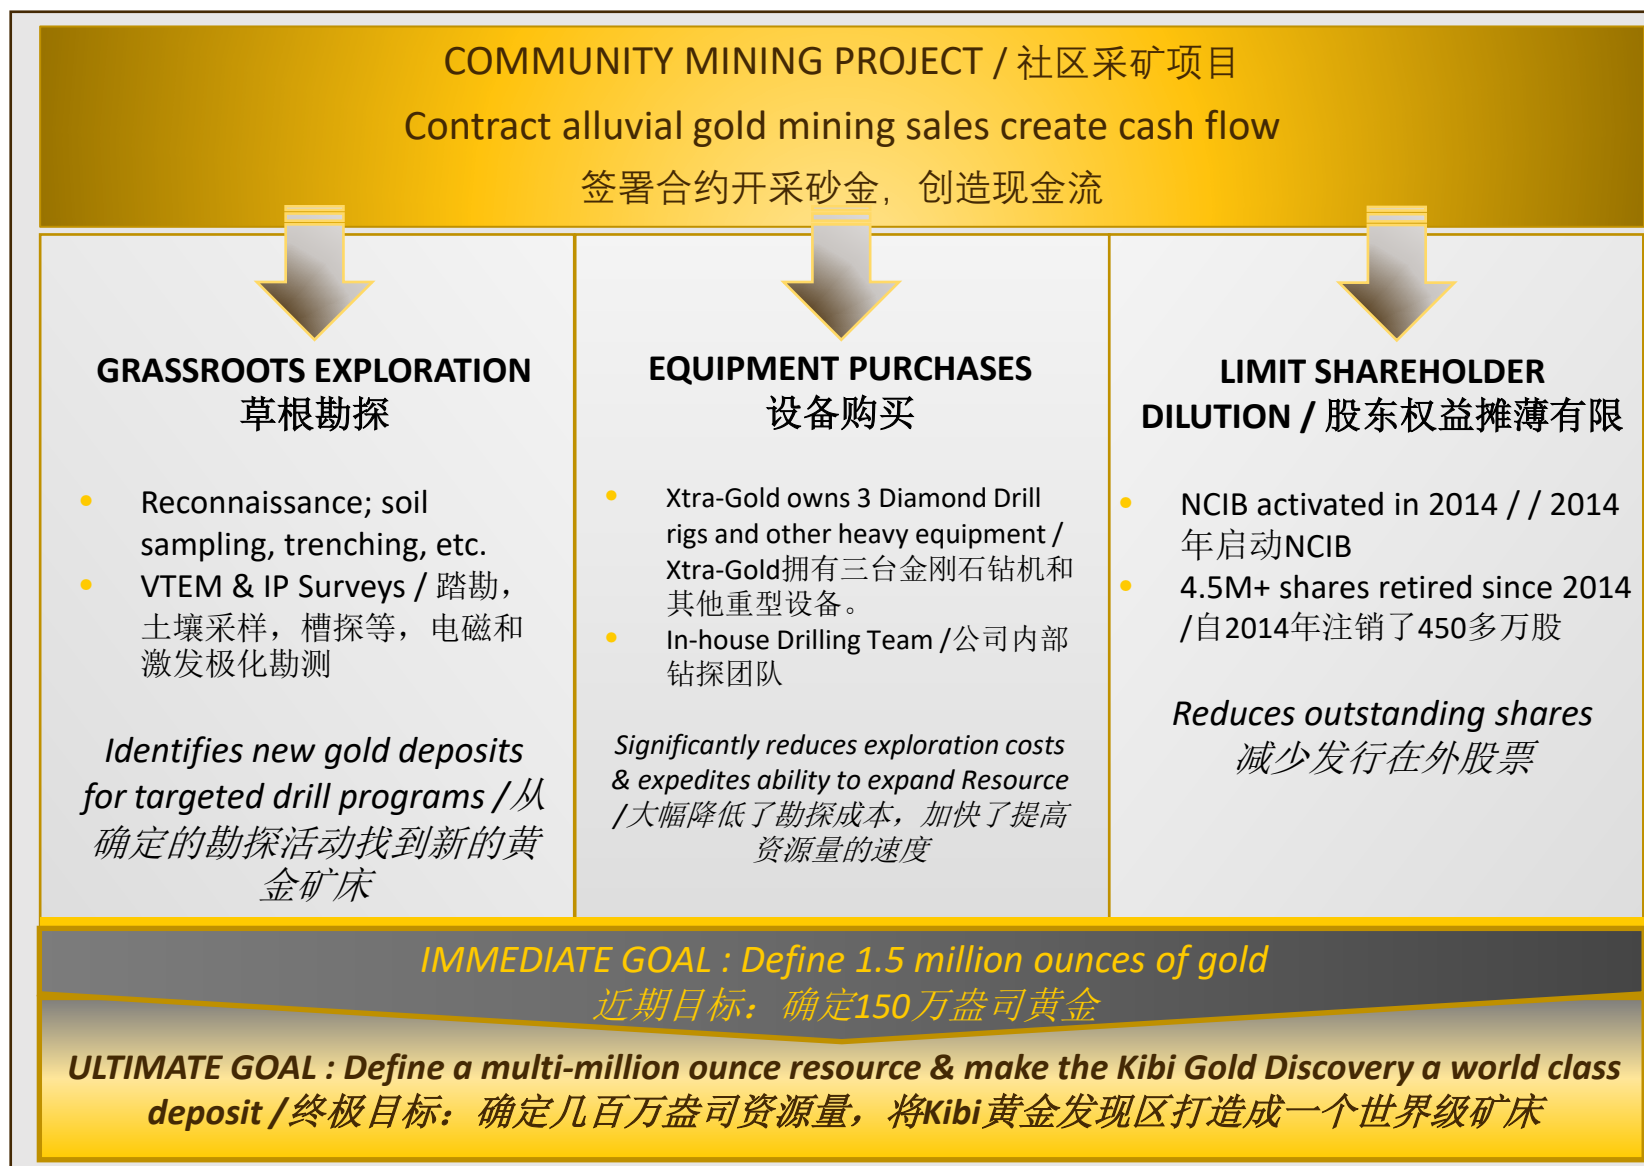 COMMUNITY MINING PROJECT / 社区采矿项目
Contract alluvial gold mining sales create cash flow
签署合约开采砂金，创造现金流
GRASSROOTS EXPLORATION
草根勘探
• Reconnaissance; soil
sampling, trenching, etc.
• VTEM & IP Surveys / 踏勘，
土壤采样，槽探等，电磁和
激发极化勘测
Identifies new gold deposits
for targeted drill programs /从
确定的勘探活动找到新的黄
金矿床
EQUIPMENT PURCHASES
设备购买
• Xtra-Gold owns 3 Diamond Drill
rigs and other heavy equipment /
Xtra-Gold拥有三台金刚石钻机和
其他重型设备。
• In-house Drilling Team /公司内部
钻探团队
Significantly reduces exploration costs
& expedites ability to expand Resource
/大幅降低了勘探成本，加快了提高
资源量的速度
LIMIT SHAREHOLDER
DILUTION / 股东权益摊薄有限
• NCIB activated in 2014 / / 2014
年启动NCIB
• 4.5M+ shares retired since 2014
/自2014年注销了450多万股
Reduces outstanding shares
减少发行在外股票
IMMEDIATE GOAL : Define 1.5 million ounces of gold
近期目标：确定150万盎司黄金
ULTIMATE GOAL : Define a multi-million ounce resource & make the Kibi Gold Discovery a world class
deposit /终极目标：确定几百万盎司资源量，将Kibi黄金发现区打造成一个世界级矿床